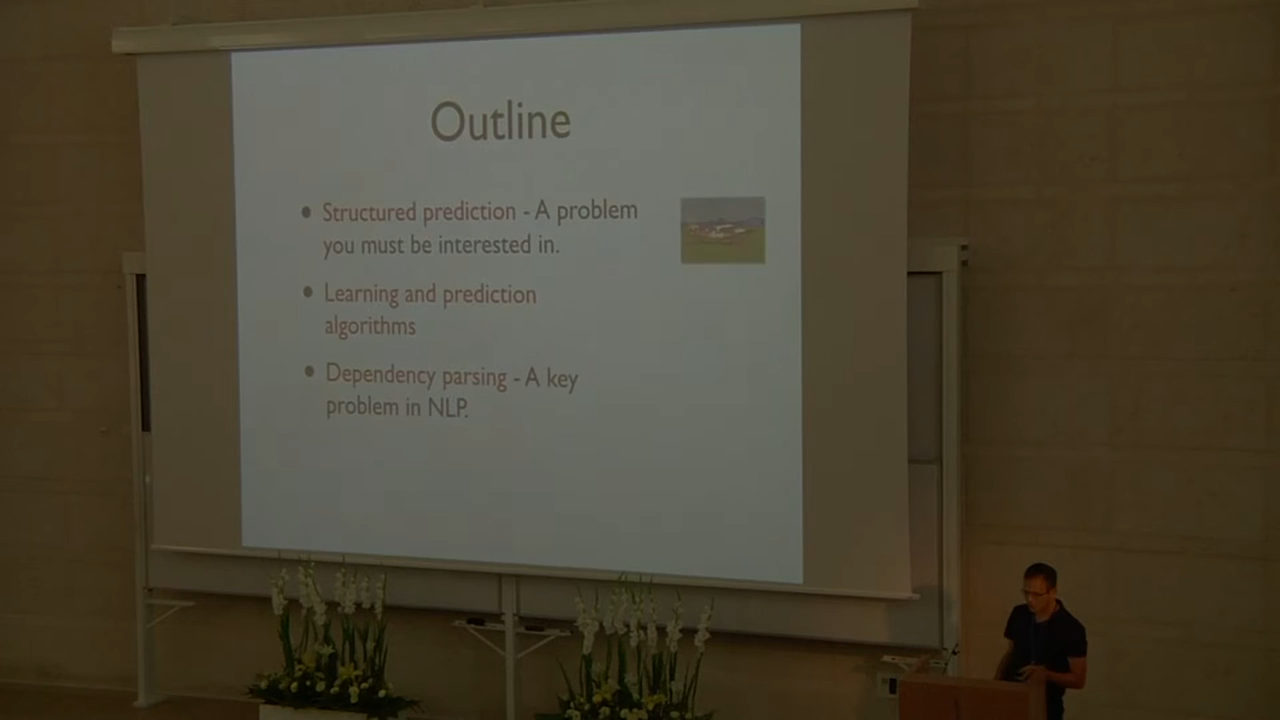 Outline
• Structured prediction - A problem
you must be interested in.
• Learning and prediction
algorithms
• Dependency parsing - A key
problem in NLP.